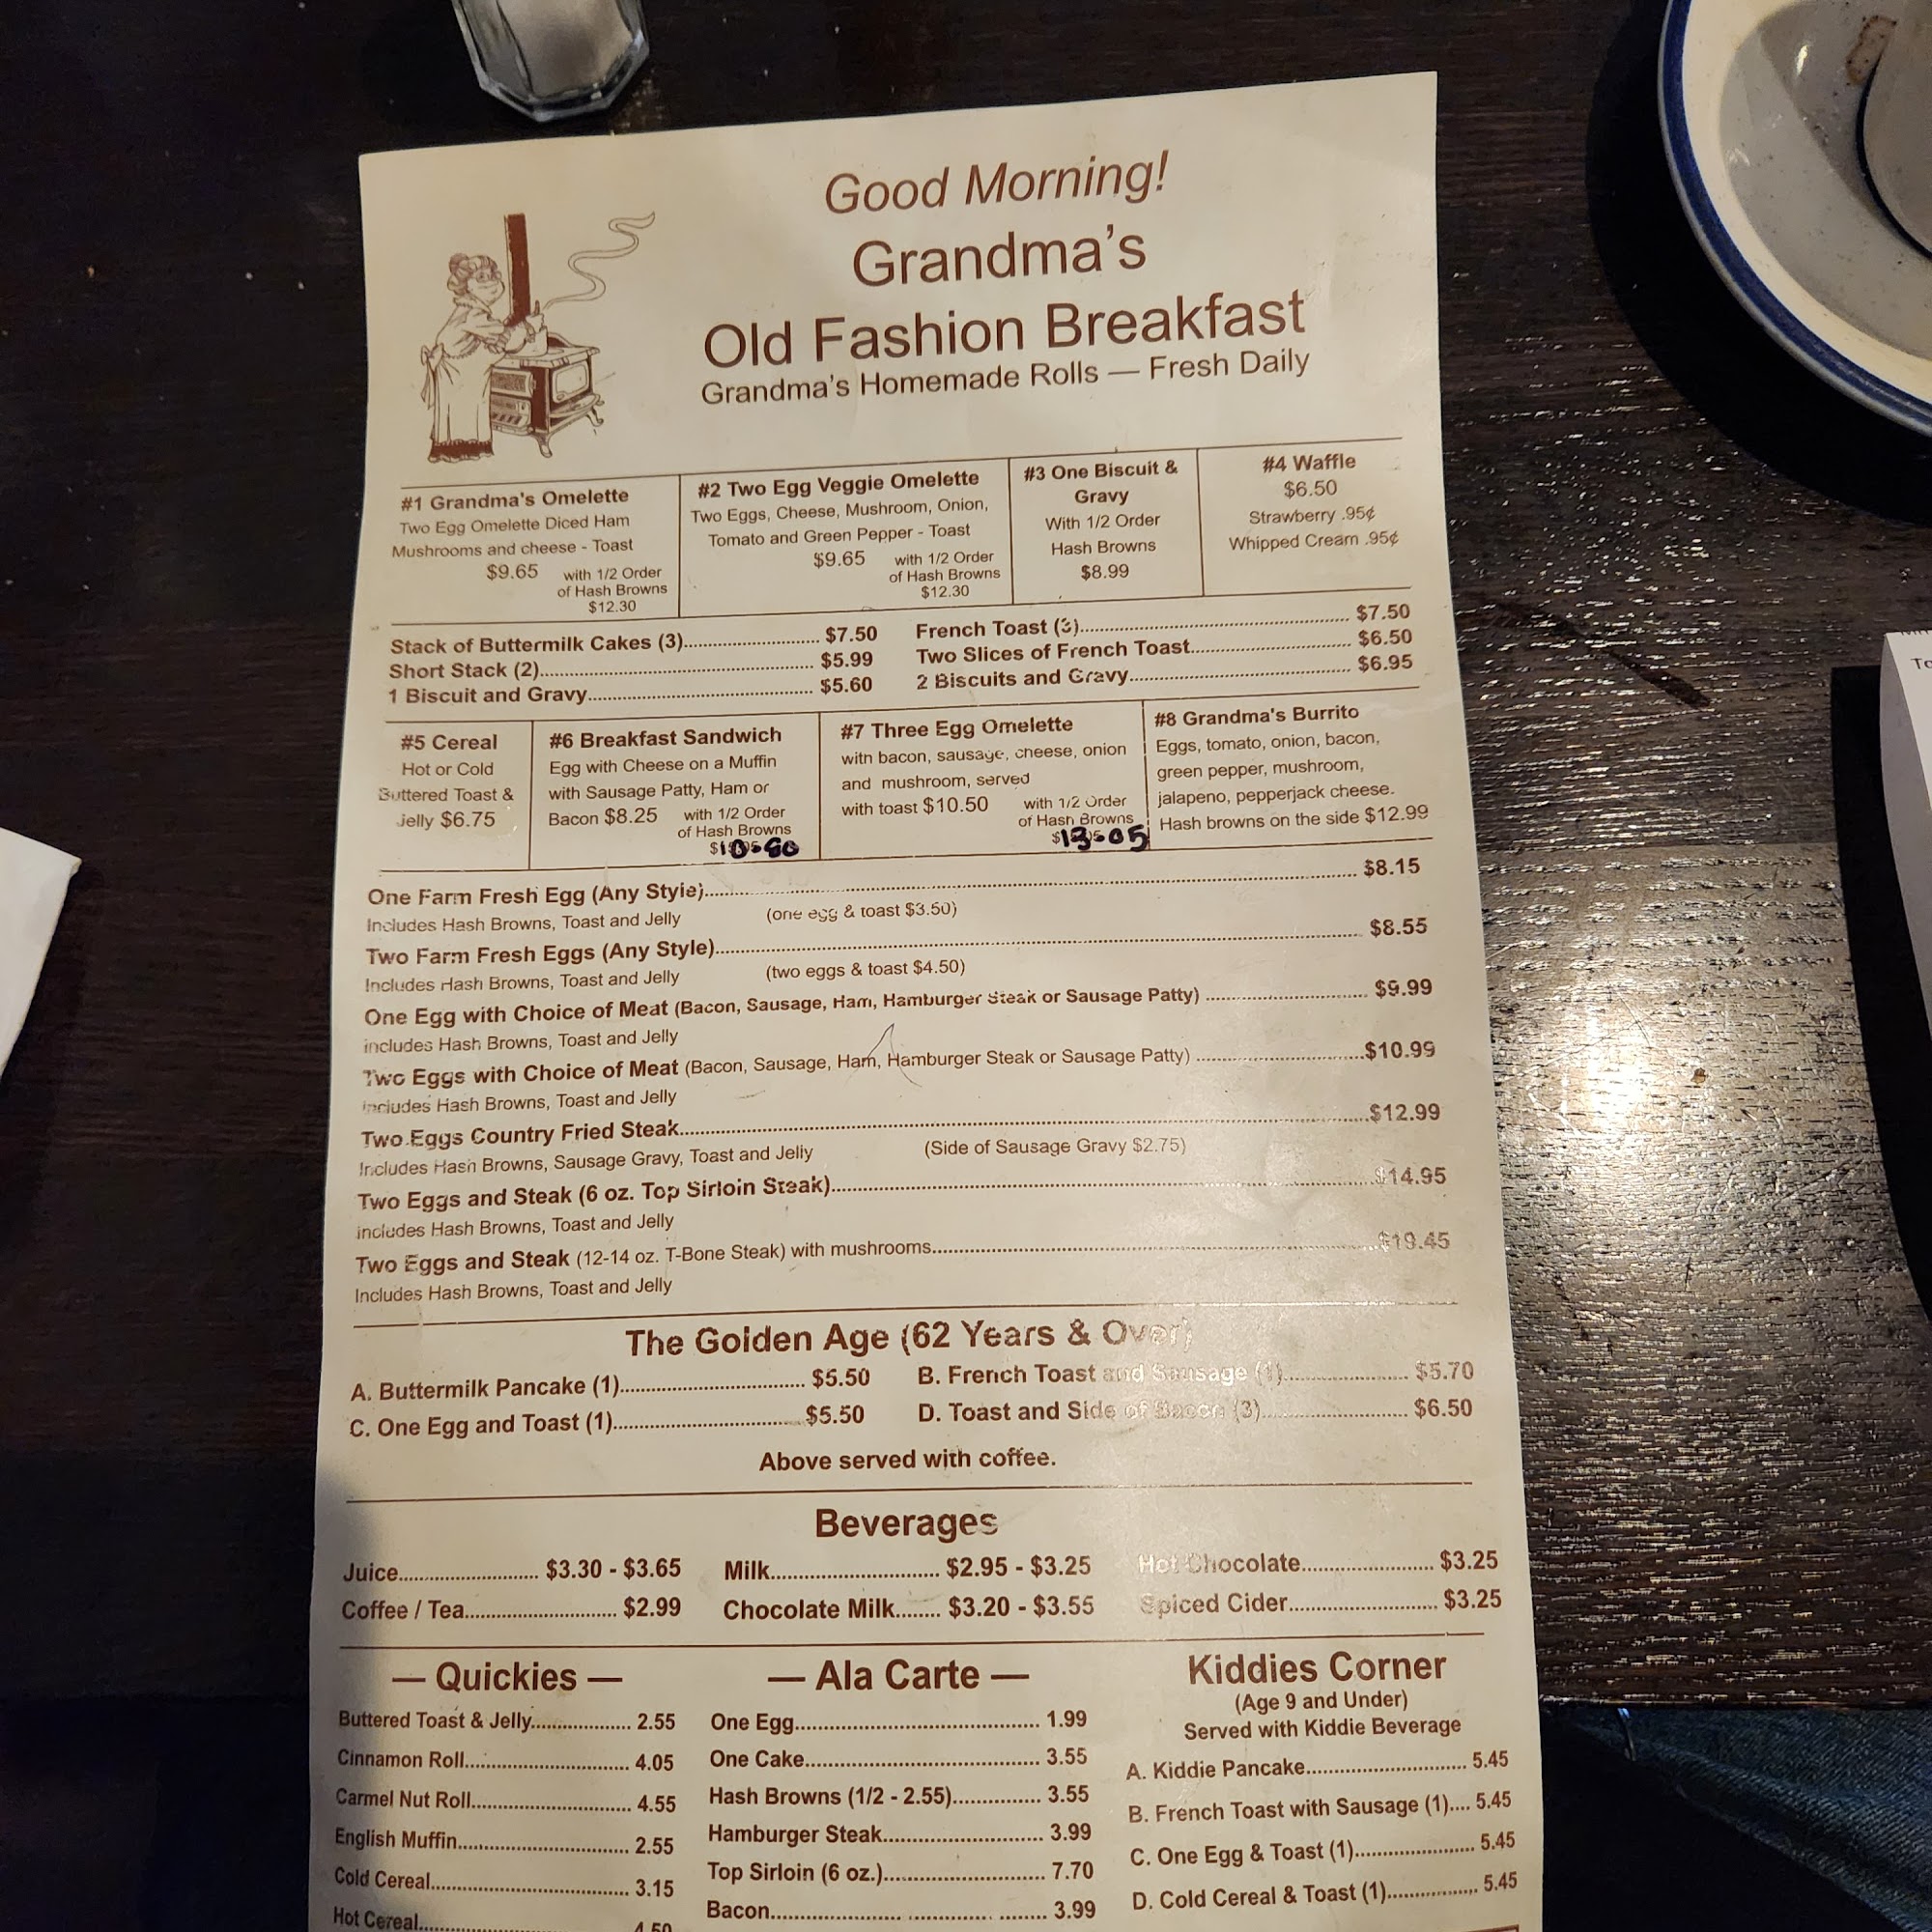 Good Morning!
Grandma's
Old Fashion Breakfast
Grandma's Homemade Rolls — Fresh Daily
#1 Grandma's Omelette
Two Egg Omelette Diced Ham
Mushrooms and cheese - Toast
$9.65 with 1/2 Order
of Hash Browns
$12.30
#2 Two Egg Veggie Omelette
Two Eggs, Cheese, Mushroom, Onion,
Tomato and Green Pepper - Toast
$9.65 with 1/2 Order
of Hash Browns
$12.30
#3 One Biscuit &
Gravy
With 1/2 Order
Hash Browns
$8.99
#4 Waffle
$6.50
Strawberry .95¢
Whipped Cream .95¢
Stack of Buttermilk Cakes (3) $7.50
Short Stack (2) $5.99
1 Biscuit and Gravy $5.60
French Toast (3) $7.50
Two Slices of French Toast $6.50
2 Biscuits and Gravy $6.95
#5 Cereal
Hot or Cold
Buttered Toast &
Jelly $6.75
#6 Breakfast Sandwich
Egg with Cheese on a Muffin
with Sausage Patty, Ham or
Bacon $8.25 with 1/2 Order
of Hash Browns
#7 Three Egg Omelette
with bacon, sausage, cheese, onion
and mushroom, served
with toast $10.50 with 1/2 Order
of Hash Browns
$13-05
#8 Grandma's Burrito
Eggs, tomato, onion, bacon,
green pepper, mushroom,
jalapeno, pepperjack cheese.
Hash browns on the side $12.99
One Farm Fresh Egg (Any Style) $8.15
Includes Hash Browns, Toast and Jelly (one egg & toast $3.50)
Two Farm Fresh Eggs (Any Style) $8.55
Includes Hash Browns, Toast and Jelly (two eggs & toast $4.50)
One Egg with Choice of Meat (Bacon, Sausage, Ham, Hamburger Steak or Sausage Patty) $9.99
includes Hash Browns, Toast and Jelly
Two Eggs with Choice of Meat (Bacon, Sausage, Ham, Hamburger Steak or Sausage Patty) $10.99
includes Hash Browns, Toast and Jelly
Two Eggs Country Fried Steak $12.99
Includes Hash Browns, Sausage Gravy, Toast and Jelly (Side of Sausage Gravy $2.75)
Two Eggs and Steak (6 oz. Top Sirloin Steak) $14.95
includes Hash Browns, Toast and Jelly
Two Eggs and Steak (12-14 oz. T-Bone Steak) with mushrooms $19.45
Includes Hash Browns, Toast and Jelly
The Golden Age (62 Years & Over)
A. Buttermilk Pancake (1) $5.50
B. French Toast and Sausage (1) $5.70
C. One Egg and Toast (1) $5.50
D. Toast and Side of Bacon (3) $6.50
Above served with coffee.
Beverages
Juice $3.30 - $3.65
Milk $2.95 - $3.25
Hot Chocolate $3.25
Coffee / Tea $2.99
Chocolate Milk $3.20 - $3.55
Spiced Cider $3.25
— Quickies —
Buttered Toast & Jelly 2.55
Cinnamon Roll 4.05
Carmel Nut Roll 4.55
English Muffin 2.55
Cold Cereal 3.15
Hot Cereal 4.50
— Ala Carte —
One Egg 1.99
One Cake 3.55
Hash Browns (1/2 - 2.55) 3.55
Hamburger Steak 3.99
Top Sirloin (6 oz.) 7.70
Bacon 3.99
Kiddies Corner
(Age 9 and Under)
Served with Kiddie Beverage
A. Kiddie Pancake 5.45
B. French Toast with Sausage (1) 5.45
C. One Egg & Toast (1) 5.45
D. Cold Cereal & Toast (1) 5.45